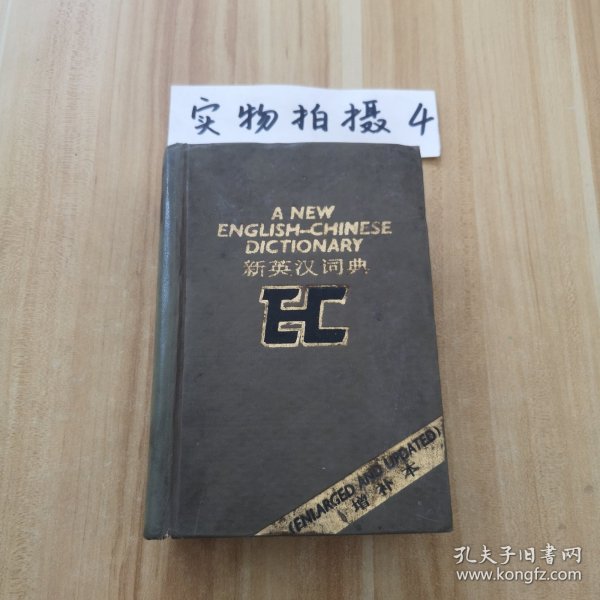 实物拍摄4
A NEW
ENGLISH-CHINESE
DICTIONARY
新英汉词典
EC
(ENLARGED AND UPDATED)
增补本
孔夫子旧书网
www.kongfz.com